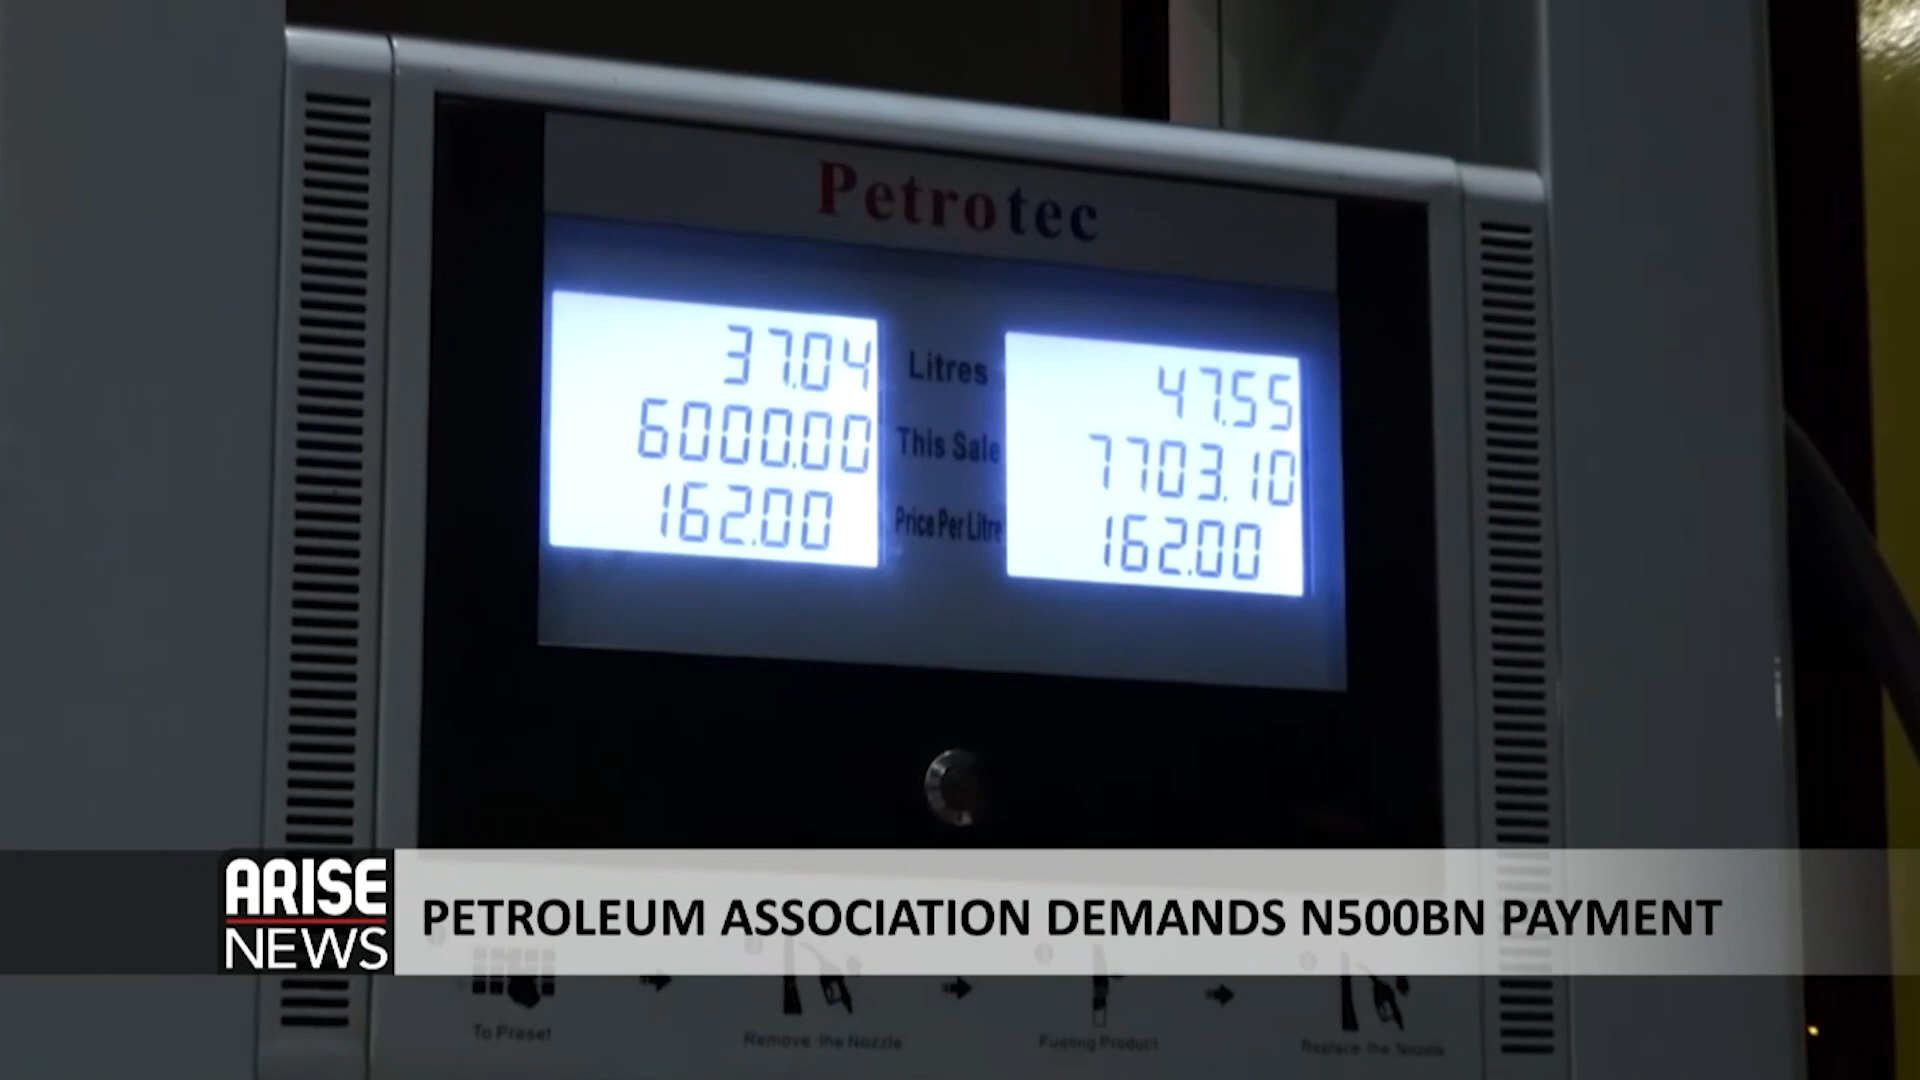 Petrotec
37.04 Litres 47.55
6000.00 This Sale 7703.10
162.00 Price Per Litre 162.00
ARISE
NEWS
PETROLEUM ASSOCIATION DEMANDS N500BN PAYMENT
To Preset
Remove the Nozzle
Fueling Product
Replace the Nozzle